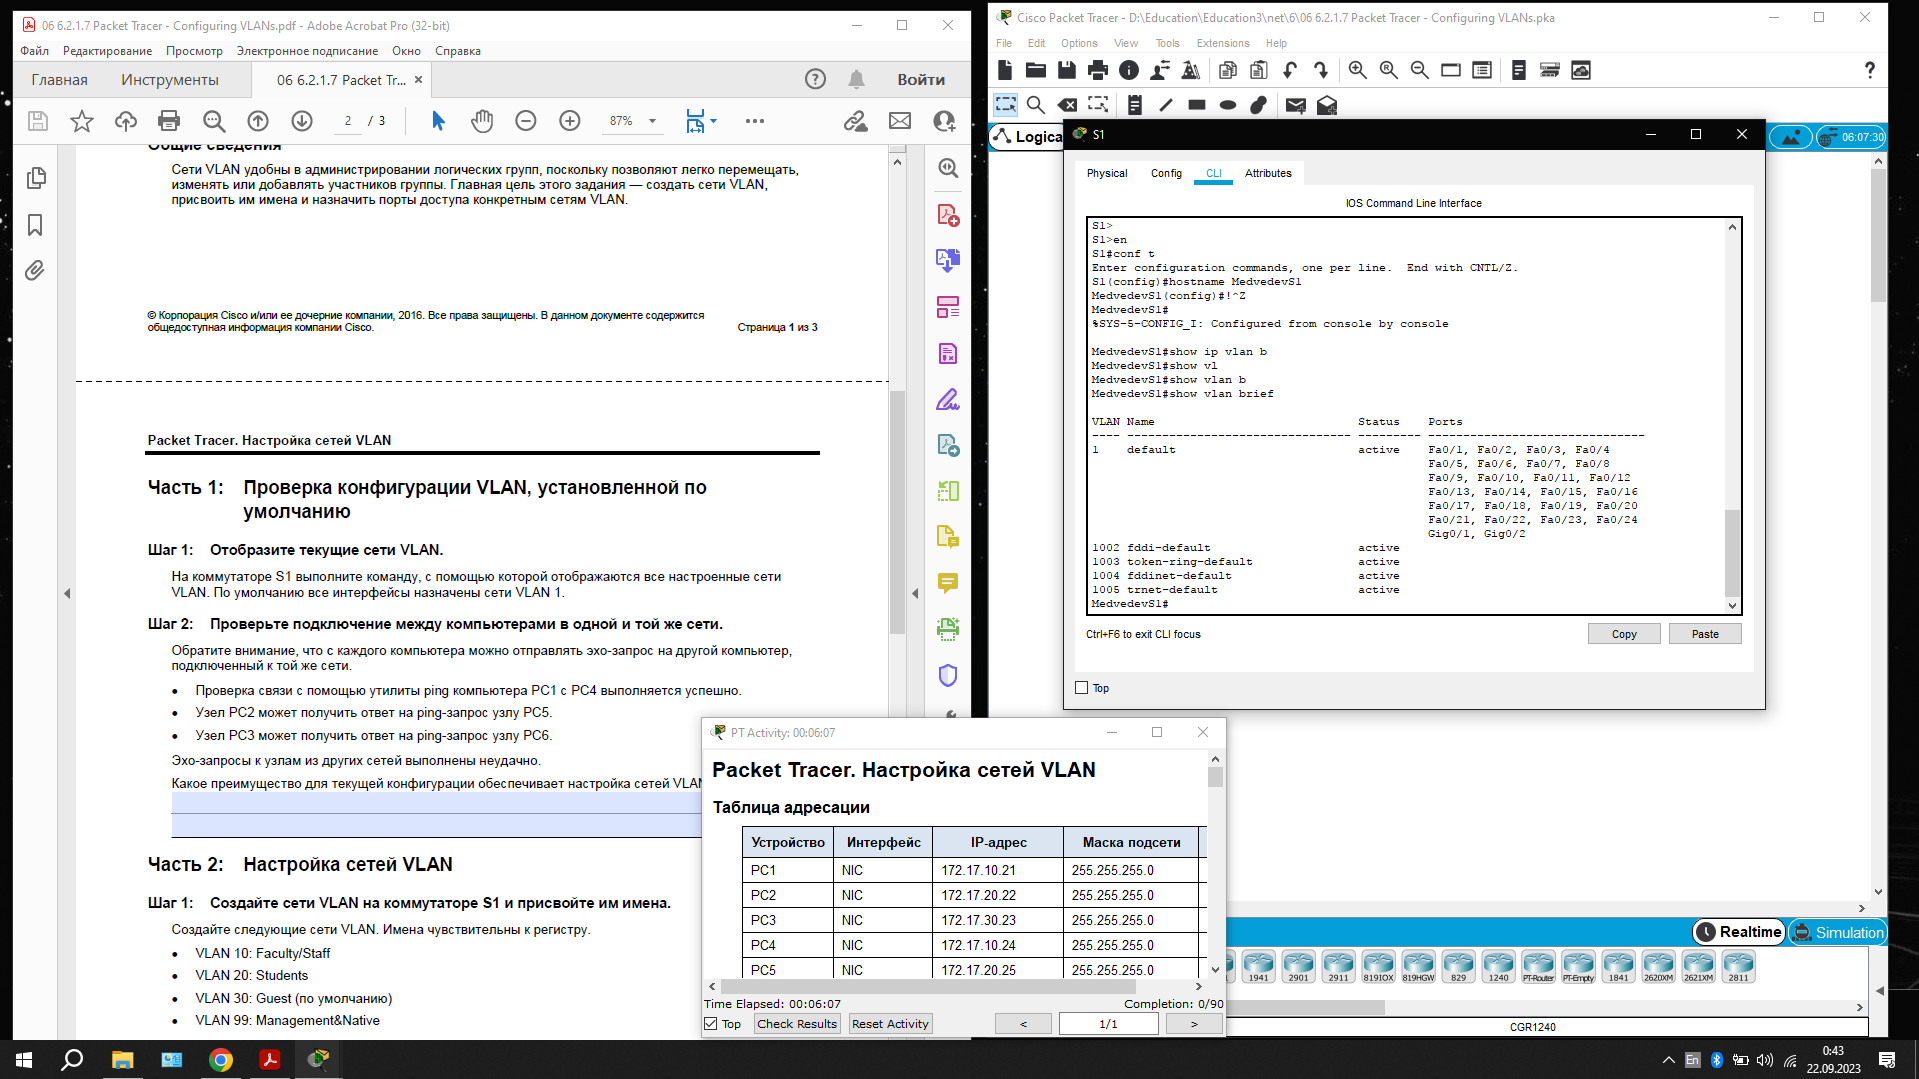 06 6.2.1.7 Packet Tracer - Configuring VLANs.pdf - Adobe Acrobat Pro (32-bit)
Файл Редактирование Просмотр Электронное подписание Окно Справка
Главная Инструменты 06 6.2.1.7 Packet Tr... × Войти
2 / 3 87%
Общие сведения
Сети VLAN удобны в администрировании логических групп, поскольку позволяют легко перемещать,
изменять или добавлять участников группы. Главная цель этого задания — создать сети VLAN,
присвоить им имена и назначить порты доступа конкретным сетям VLAN.
© Корпорация Cisco и/или ее дочерние компании, 2016. Все права защищены. В данном документе содержится
общедоступная информация компании Cisco. Страница 1 из 3
Packet Tracer. Настройка сетей VLAN
Часть 1: Проверка конфигурации VLAN, установленной по
умолчанию
Шаг 1: Отобразите текущие сети VLAN.
На коммутаторе S1 выполните команду, с помощью которой отображаются все настроенные сети
VLAN. По умолчанию все интерфейсы назначены сети VLAN 1.
Шаг 2: Проверьте подключение между компьютерами в одной и той же сети.
Обратите внимание, что с каждого компьютера можно отправлять эхо-запрос на другой компьютер,
подключенный к той же сети.
• Проверка связи с помощью утилиты ping компьютера PC1 с PC4 выполняется успешно.
• Узел PC2 может получить ответ на ping-запрос узлу PC5.
• Узел PC3 может получить ответ на ping-запрос узлу PC6.
Эхо-запросы к узлам из других сетей выполнены неудачно.
Какое преимущество для текущей конфигурации обеспечивает настройка сетей VLAN
Часть 2: Настройка сетей VLAN
Шаг 1: Создайте сети VLAN на коммутаторе S1 и присвойте им имена.
Создайте следующие сети VLAN. Имена чувствительны к регистру.
• VLAN 10: Faculty/Staff
• VLAN 20: Students
• VLAN 30: Guest (по умолчанию)
• VLAN 99: Management&Native
Cisco Packet Tracer - D:\Education\Education3\net\6\06 6.2.1.7 Packet Tracer - Configuring VLANs.pka
File Edit Options View Tools Extensions Help
?
Logica 06:07:30
S1
Physical Config CLI Attributes
IOS Command Line Interface
S1>
S1>en
S1#conf t
Enter configuration commands, one per line. End with CNTL/Z.
S1(config)#hostname MedvedevS1
MedvedevS1(config)#!^Z
MedvedevS1#
%SYS-5-CONFIG_I: Configured from console by console
MedvedevS1#show ip vlan b
MedvedevS1#show vl
MedvedevS1#show vlan b
MedvedevS1#show vlan brief
VLAN Name Status Ports
---- -------------------------------- --------- -------------------------------
1 default active Fa0/1, Fa0/2, Fa0/3, Fa0/4
Fa0/5, Fa0/6, Fa0/7, Fa0/8
Fa0/9, Fa0/10, Fa0/11, Fa0/12
Fa0/13, Fa0/14, Fa0/15, Fa0/16
Fa0/17, Fa0/18, Fa0/19, Fa0/20
Fa0/21, Fa0/22, Fa0/23, Fa0/24
Gig0/1, Gig0/2
1002 fddi-default active
1003 token-ring-default active
1004 fddinet-default active
1005 trnet-default active
MedvedevS1#
Ctrl+F6 to exit CLI focus Copy Paste
Top
PT Activity: 00:06:07
Packet Tracer. Настройка сетей VLAN
Таблица адресации
Устройство Интерфейс IP-адрес Маска подсети
PC1 NIC 172.17.10.21 255.255.255.0
PC2 NIC 172.17.20.22 255.255.255.0
PC3 NIC 172.17.30.23 255.255.255.0
PC4 NIC 172.17.10.24 255.255.255.0
PC5 NIC 172.17.20.25 255.255.255.0
Time Elapsed: 00:06:07 Completion: 0/90
Top Check Results Reset Activity < 1/1 >
Realtime Simulation
1941 2901 2911 819IOX 819HGW 829 1240 PT-Router PT-Empty 1841 2620XM 2621XM 2811
CGR1240
En 0:43
22.09.2023